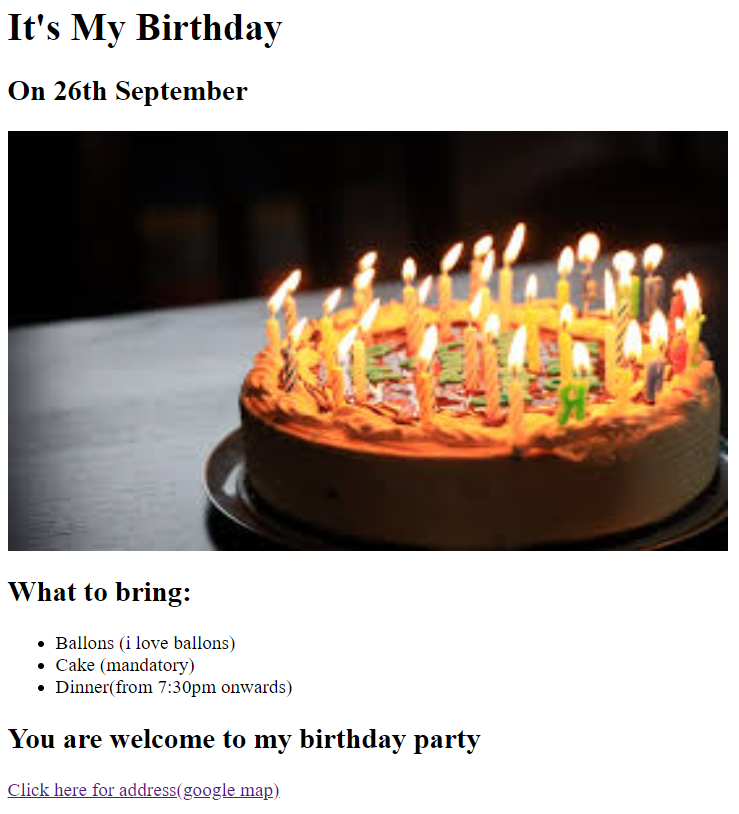 It's My Birthday
On 26th September
What to bring:
Ballons (i love ballons)
Cake (mandatory)
Dinner(from 7:30pm onwards)
You are welcome to my birthday party
Click here for address(google map)